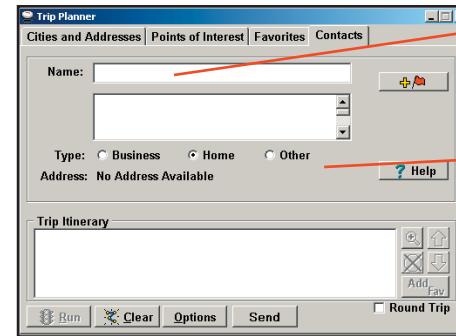 Trip Planner
Cities and Addresses Points of Interest Favorites Contacts
Name:
Type: Business Home Other
Address: No Address Available
? Help
Trip Itinerary
Add Fav
Round Trip
Run Clear Options Send